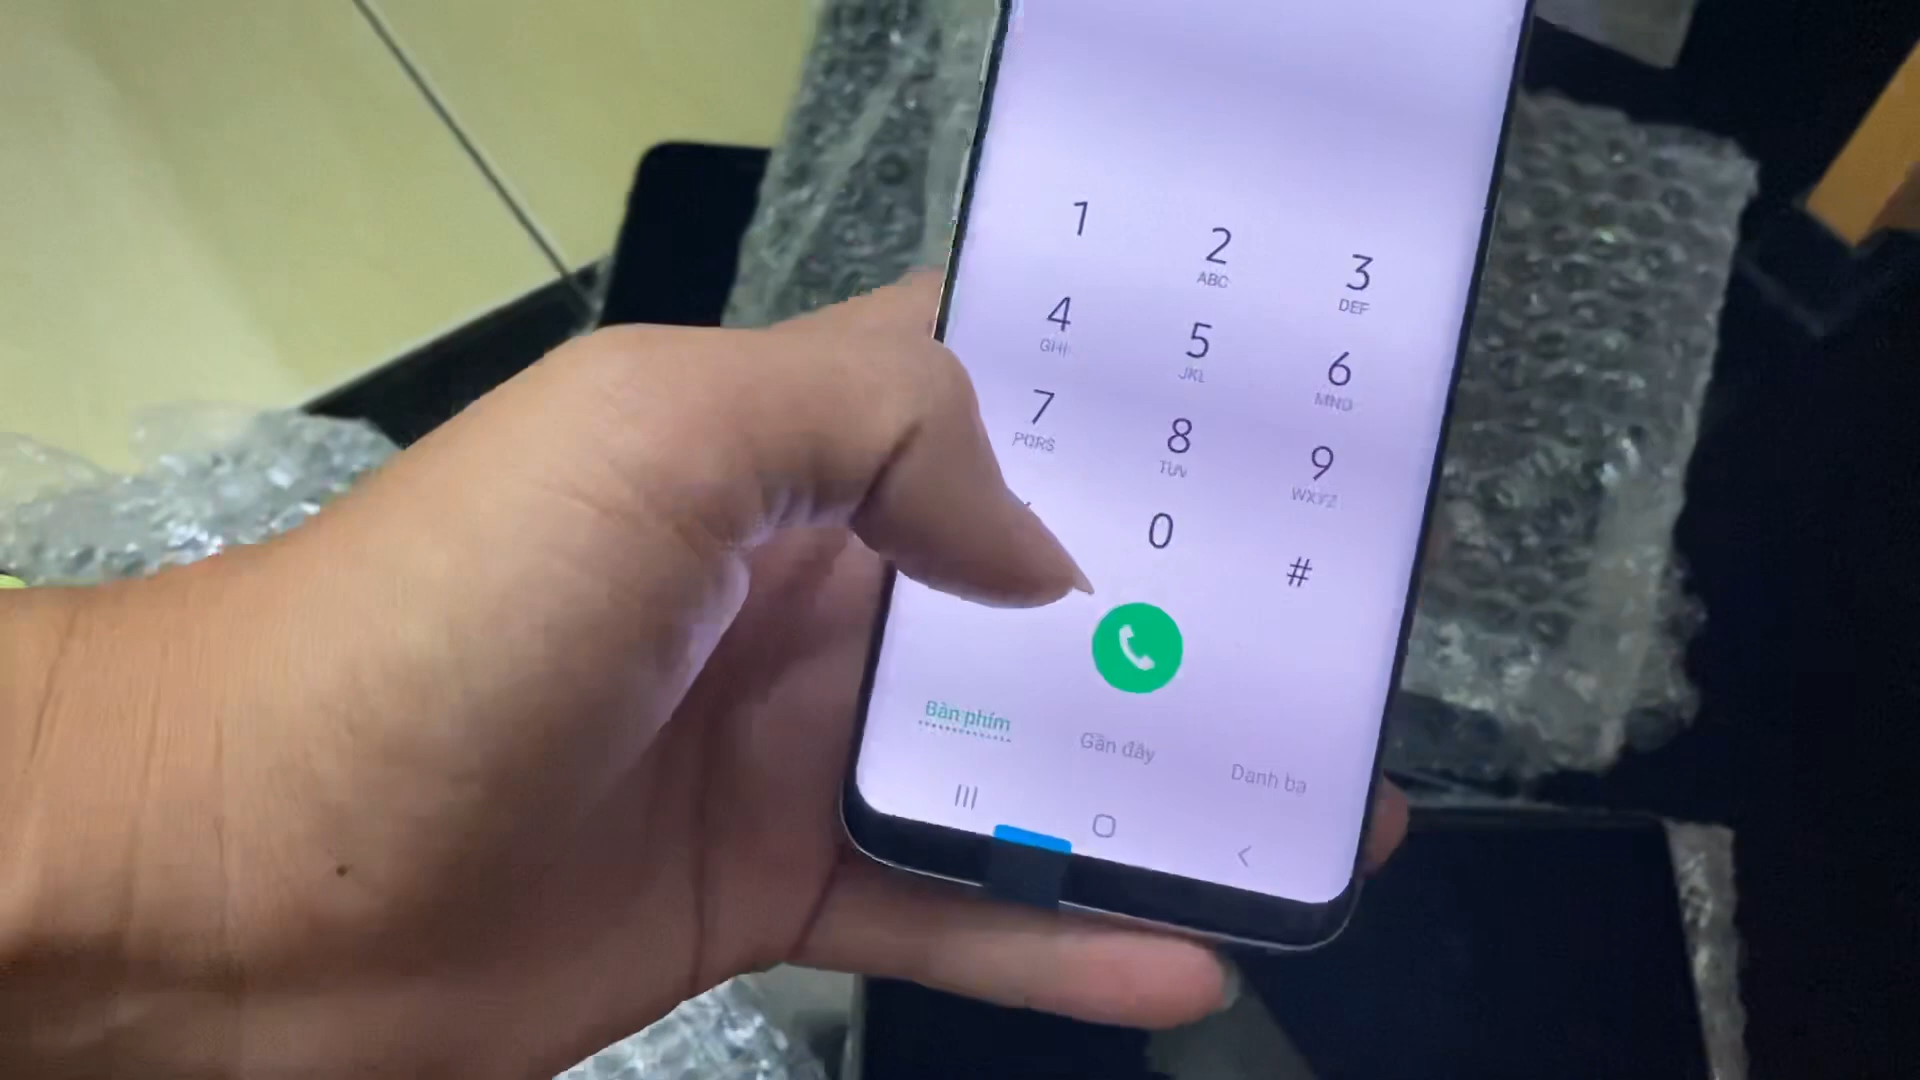 1 2 3
ABC DEF
4 5 6
GHI JKL MNO
7 8 9
PQRS TUV WXYZ
0 #
Bàn phím Gần đây Danh bạ